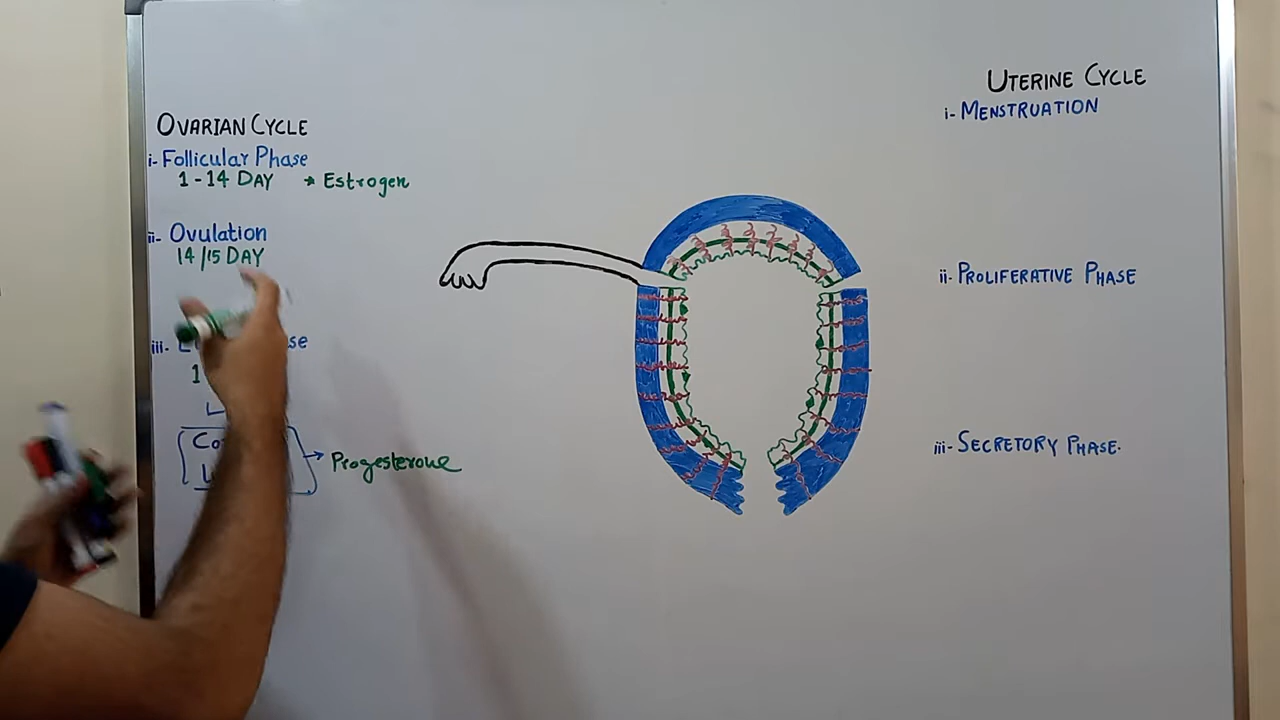 OVARIAN CYCLE
i- Follicular Phase
1-14 DAY * Estrogen
ii- Ovulation
14/15 DAY
iii-
1
Progesterone
UTERINE CYCLE
i- MENSTRUATION
ii- PROLIFERATIVE PHASE
iii- SECRETORY PHASE.